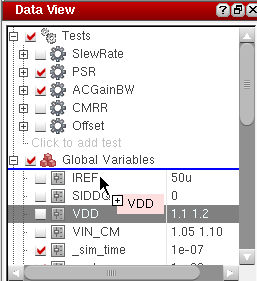 Data View
Tests
SlewRate
PSR
ACGainBW
CMRR
Offset
Click to add test
Global Variables
IREF 50u
SIDDQ 0
VDD
VDD 1.1 1.2
VIN_CM 1.05 1.10
_sim_time 1e-07